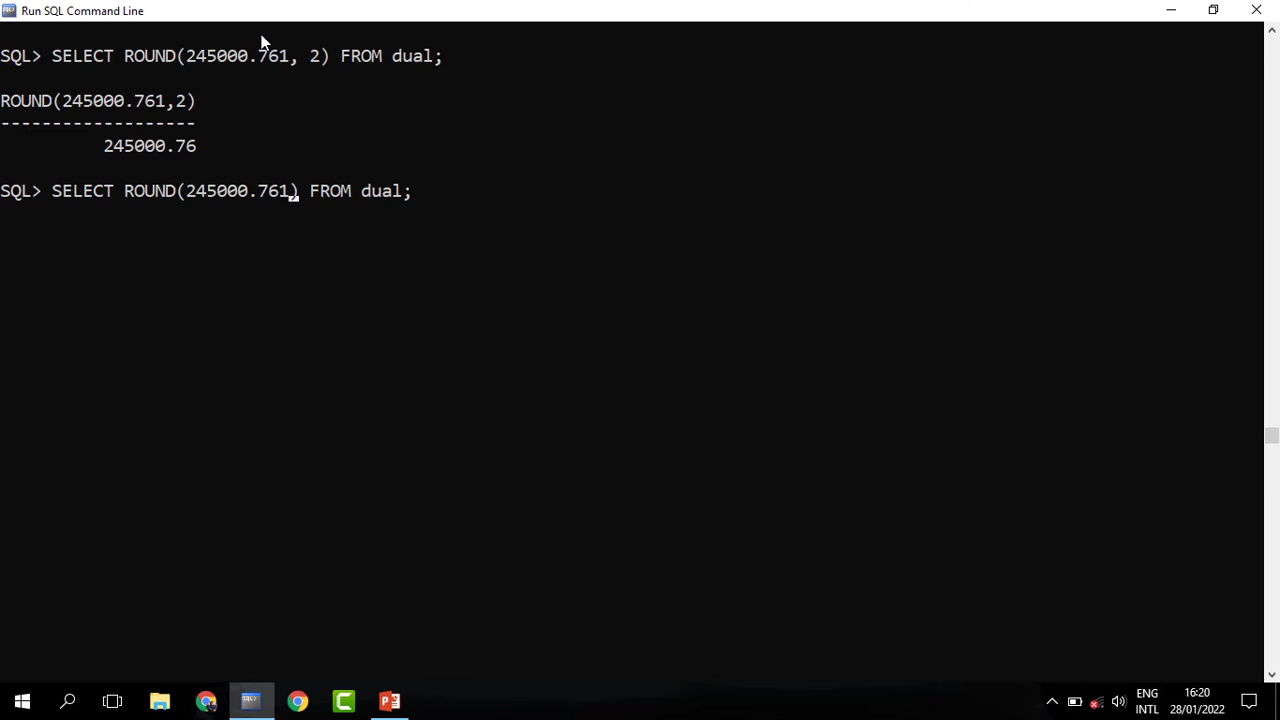 Run SQL Command Line
SQL> SELECT ROUND(245000.761, 2) FROM dual;
ROUND(245000.761,2)
-------------------
245000.76
SQL> SELECT ROUND(245000.761) FROM dual;
ENG
INTL
16:20
28/01/2022